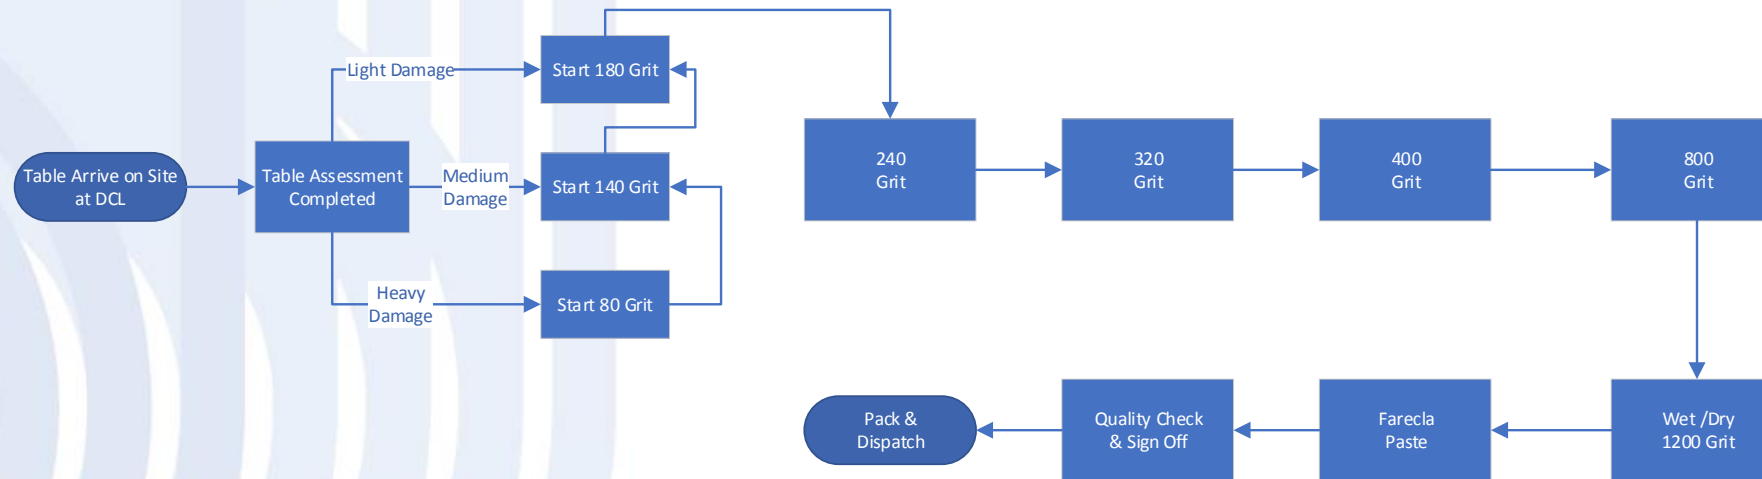 Table Arrive on Site
at DCL
Table Assessment
Completed
Light Damage
Medium
Damage
Heavy
Damage
Start 180 Grit
Start 140 Grit
Start 80 Grit
240
Grit
320
Grit
400
Grit
800
Grit
Wet /Dry
1200 Grit
Farecla
Paste
Quality Check
& Sign Off
Pack &
Dispatch